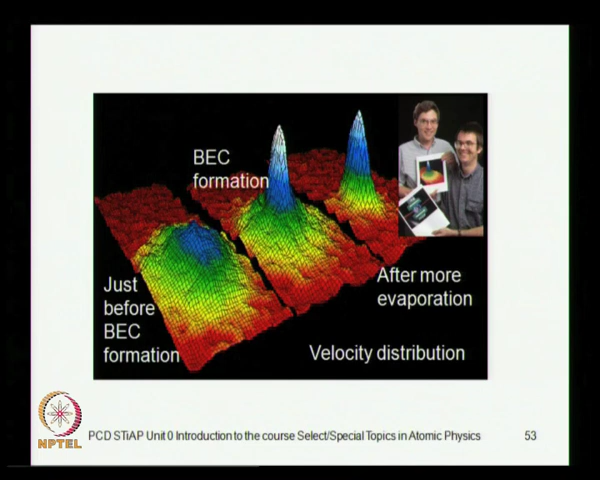 BEC
formation
Just
before
BEC
formation
After more
evaporation
Velocity distribution
NPTEL
PCD STiAP Unit 0 Introduction to the course Select/Special Topics in Atomic Physics 53